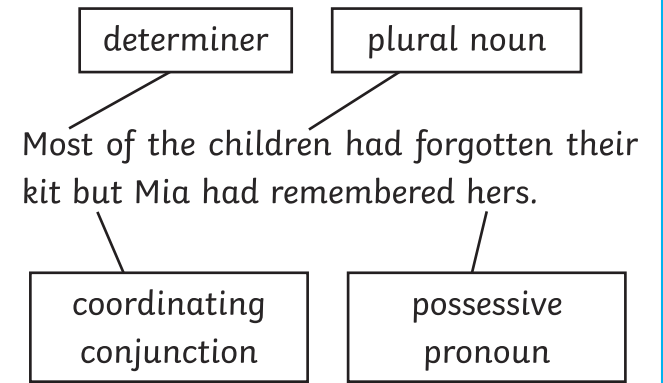 determiner
plural noun
Most of the children had forgotten their
kit but Mia had remembered hers.
coordinating
conjunction
possessive
pronoun